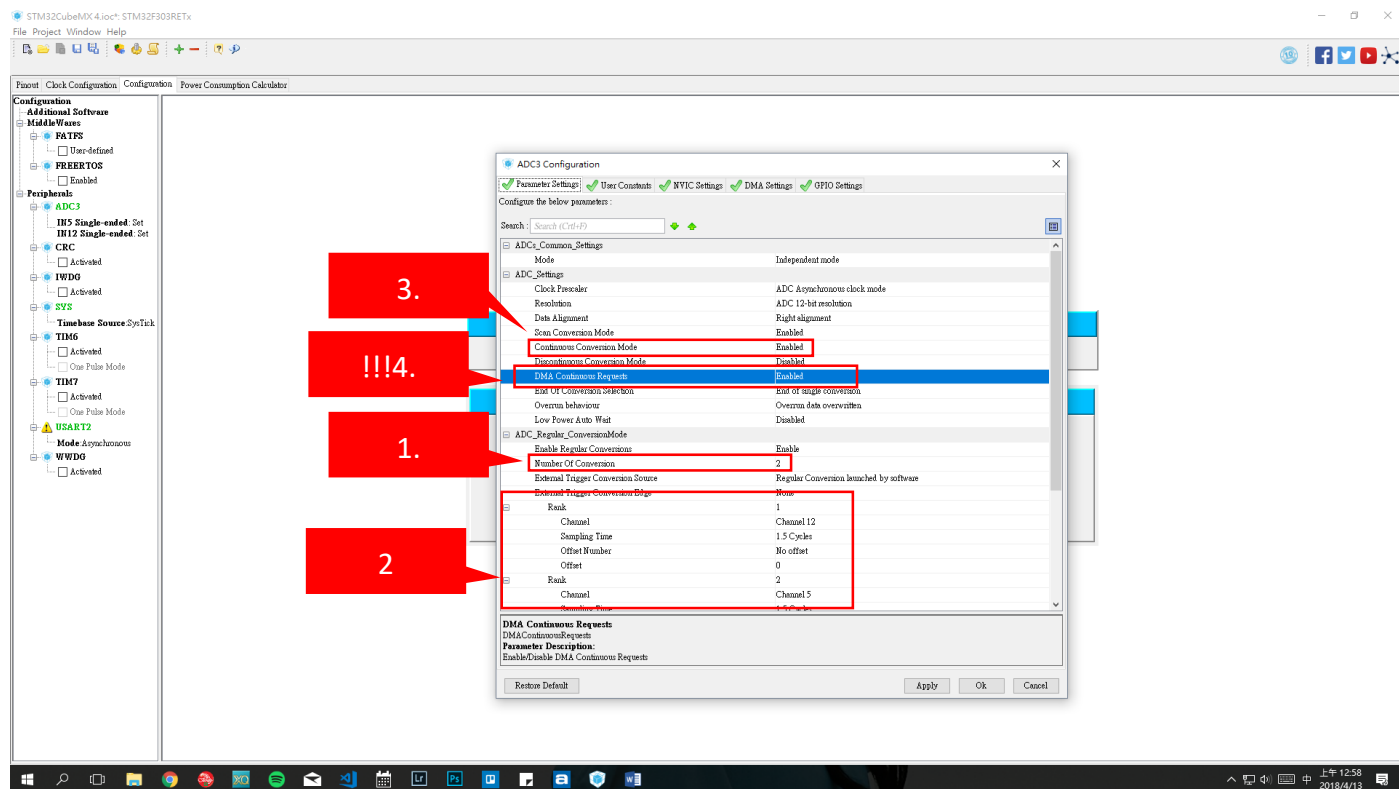 STM32CubeMX 4.ioc*: STM32F303RETx
File Project Window Help
Pinout Clock Configuration Configuration Power Consumption Calculator
Configuration
Additional Software
MiddleWares
FATFS
User-defined
FREERTOS
Enabled
Peripherals
ADC3
IN5 Single-ended: Set
IN12 Single-ended: Set
CRC
Activated
IWDG
Activated
SYS
Timebase Source:SysTick
TIM6
Activated
One Pulse Mode
TIM7
Activated
One Pulse Mode
USART2
Mode:Asynchronous
WWDG
Activated
3.
!!!4.
1.
2
ADC3 Configuration
Parameter Settings User Constants NVIC Settings DMA Settings GPIO Settings
Configure the below parameters :
Search : Search (Crtl+F)
ADCs_Common_Settings
Mode Independent mode
ADC_Settings
Clock Prescaler ADC Asynchronous clock mode
Resolution ADC 12-bit resolution
Data Alignment Right alignment
Scan Conversion Mode Enabled
Continuous Conversion Mode Enabled
Discontinuous Conversion Mode Disabled
DMA Continuous Requests Enabled
End Of Conversion Selection End of single conversion
Overrun behaviour Overrun data overwritten
Low Power Auto Wait Disabled
ADC_Regular_ConversionMode
Enable Regular Conversions Enable
Number Of Conversion 2
External Trigger Conversion Source Regular Conversion launched by software
External Trigger Conversion Edge None
Rank 1
Channel Channel 12
Sampling Time 1.5 Cycles
Offset Number No offset
Offset 0
Rank 2
Channel Channel 5
Sampling Time 1.5 Cycles
DMA Continuous Requests
DMAContinuousRequests
Parameter Description:
Enable/Disable DMA Continuous Requests
Restore Default Apply Ok Cancel
XO Lr Ps a W
中 上午 12:58
2018/4/13